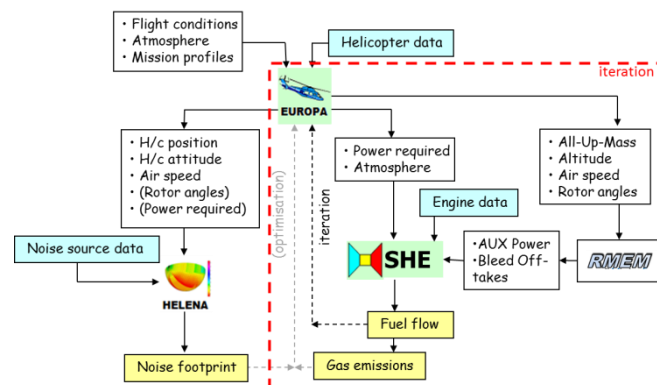 • Flight conditions
• Atmosphere
• Mission profiles
Helicopter data
iteration
EUROPA
• H/c position
• H/c attitude
• Air speed
• (Rotor angles)
• (Power required)
• Power required
• Atmosphere
• All-Up-Mass
• Altitude
• Air speed
• Rotor angles
(optimisation)
iteration
Engine data
Noise source data
HELENA
SHE
• AUX Power
• Bleed Off-
takes
RMEM
Fuel flow
Noise footprint
Gas emissions